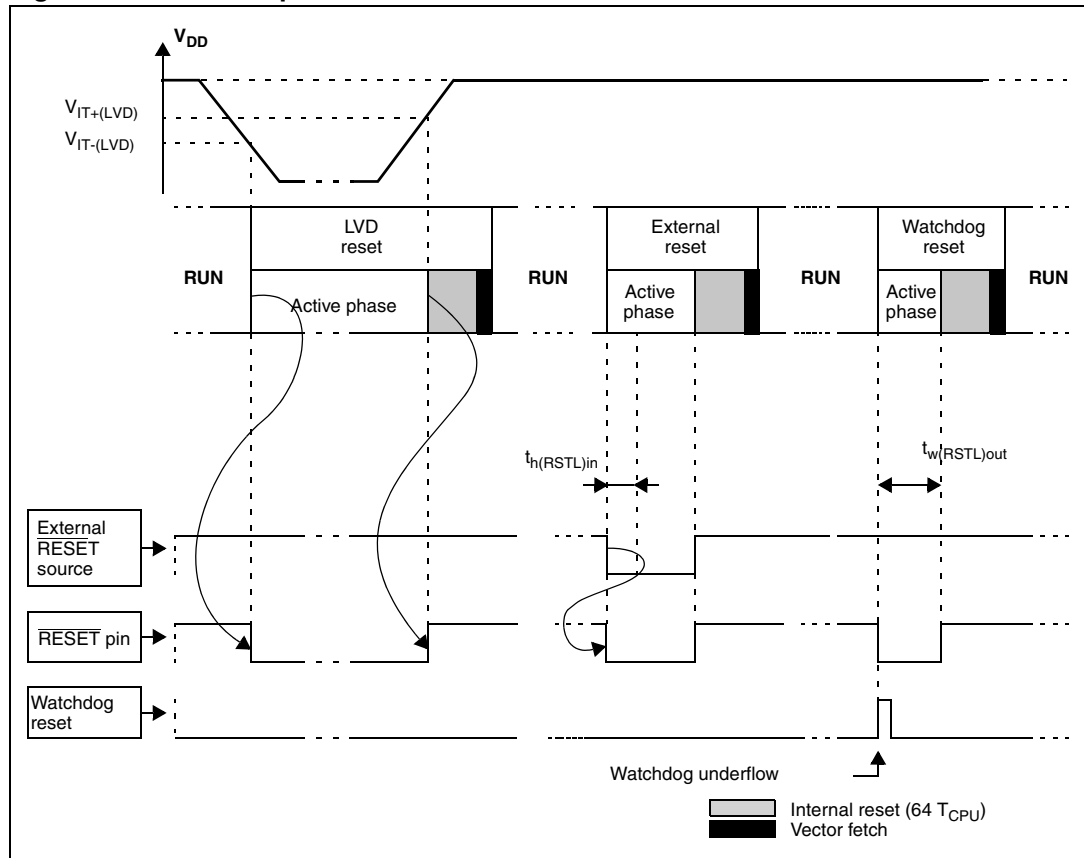 V_DD
V_IT+(LVD)
V_IT-(LVD)
LVD
reset
External
reset
Watchdog
reset
RUN
Active phase
RUN
Active
phase
RUN
Active
phase
RUN
t_h(RSTL)in
t_w(RSTL)out
External
RESET
source
RESET pin
Watchdog
reset
Watchdog underflow
Internal reset (64 T_CPU)
Vector fetch